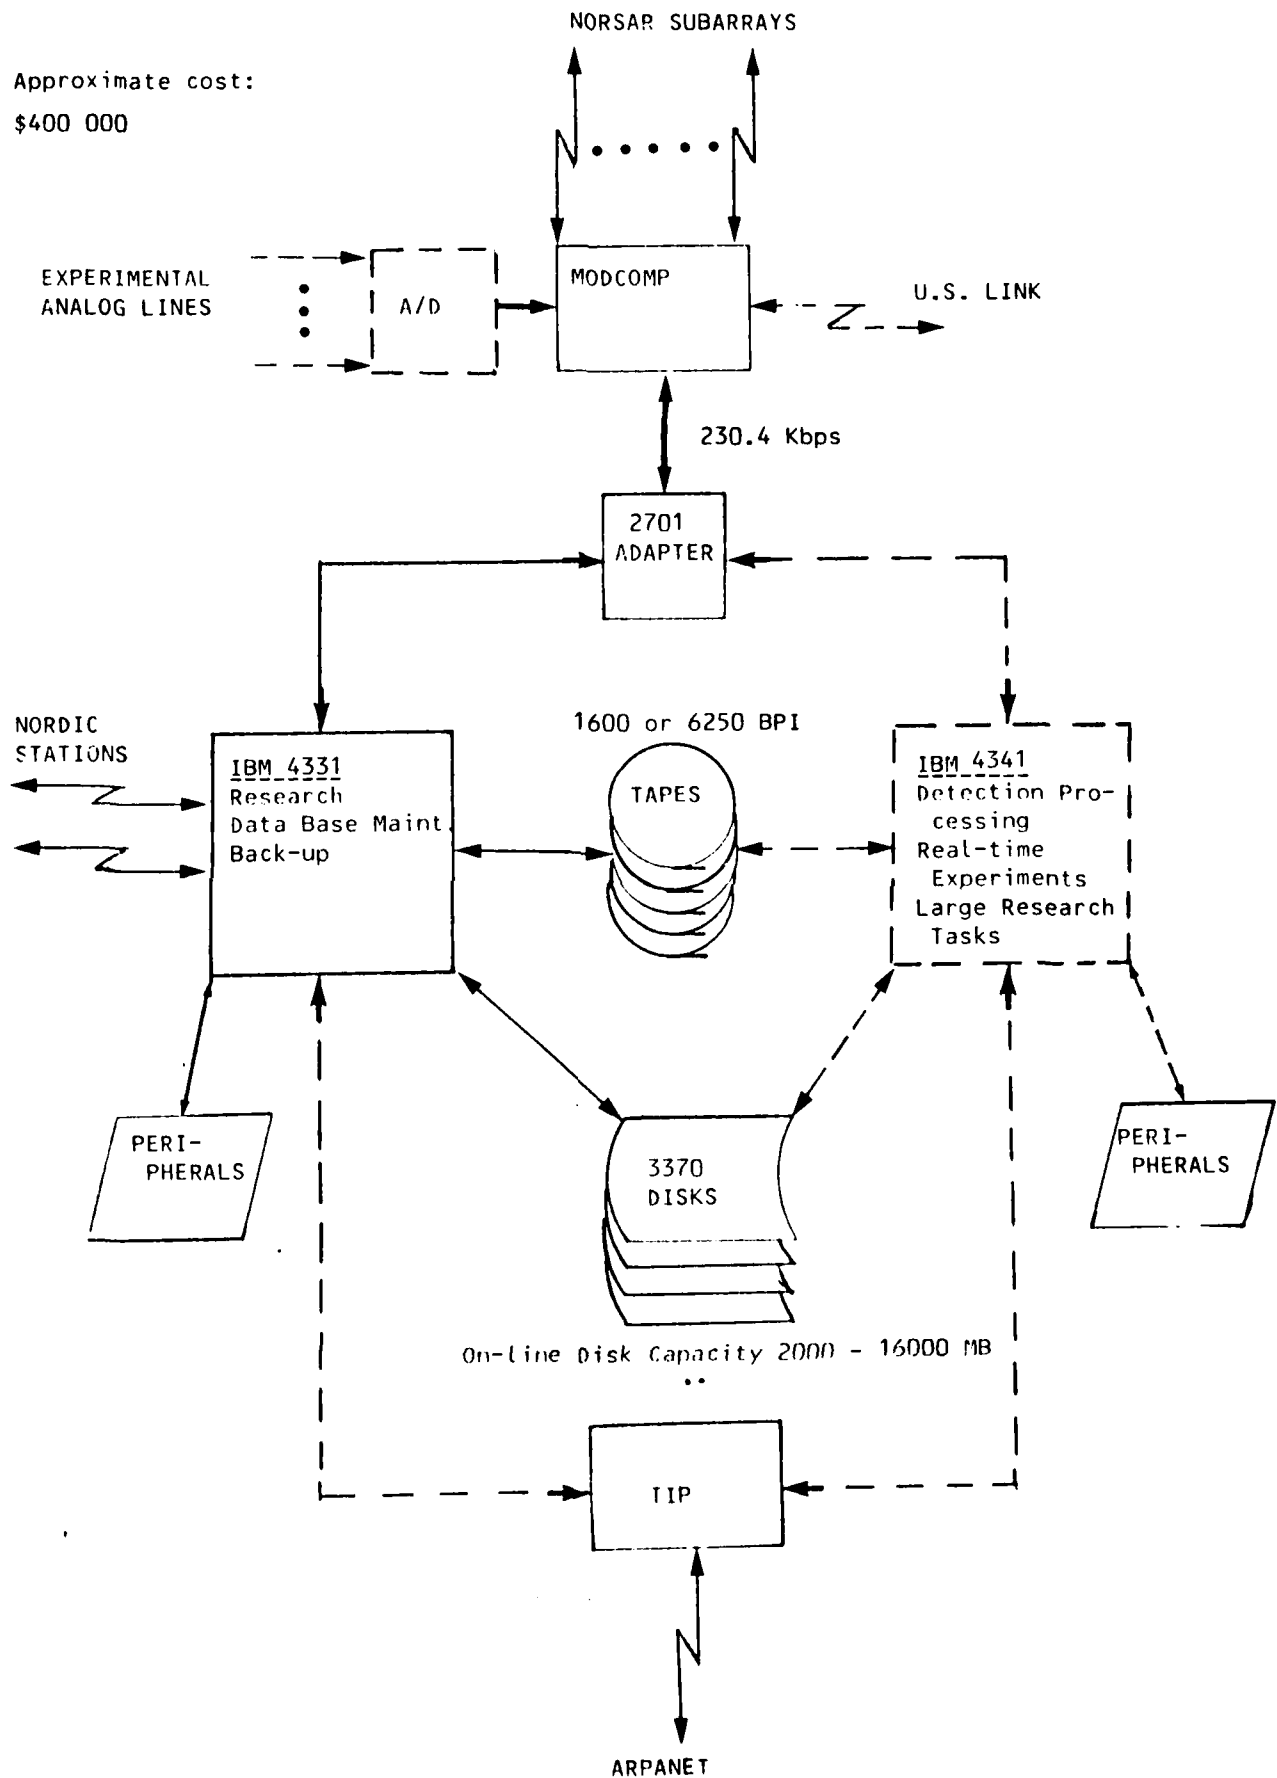 NORSAR SUBARRAYS
Approximate cost:
$400 000
EXPERIMENTAL
ANALOG LINES
A/D
MODCOMP
U.S. LINK
230.4 Kbps
2701
ADAPTER
NORDIC
STATIONS
1600 or 6250 BPI
IBM 4331
Research
Data Base Maint.
Back-up
TAPES
IBM 4341
Detection Pro-
cessing
Real-time
Experiments
Large Research
Tasks
PERI-
PHERALS
3370
DISKS
PERI-
PHERALS
On-line Disk Capacity 2000 - 16000 MB
TIP
ARPANET